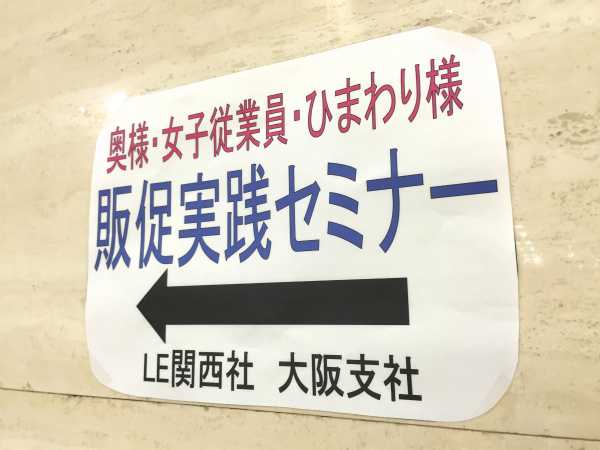 奥様・女子従業員・ひまわり様
販促実践セミナー
LE関西社 大阪支社